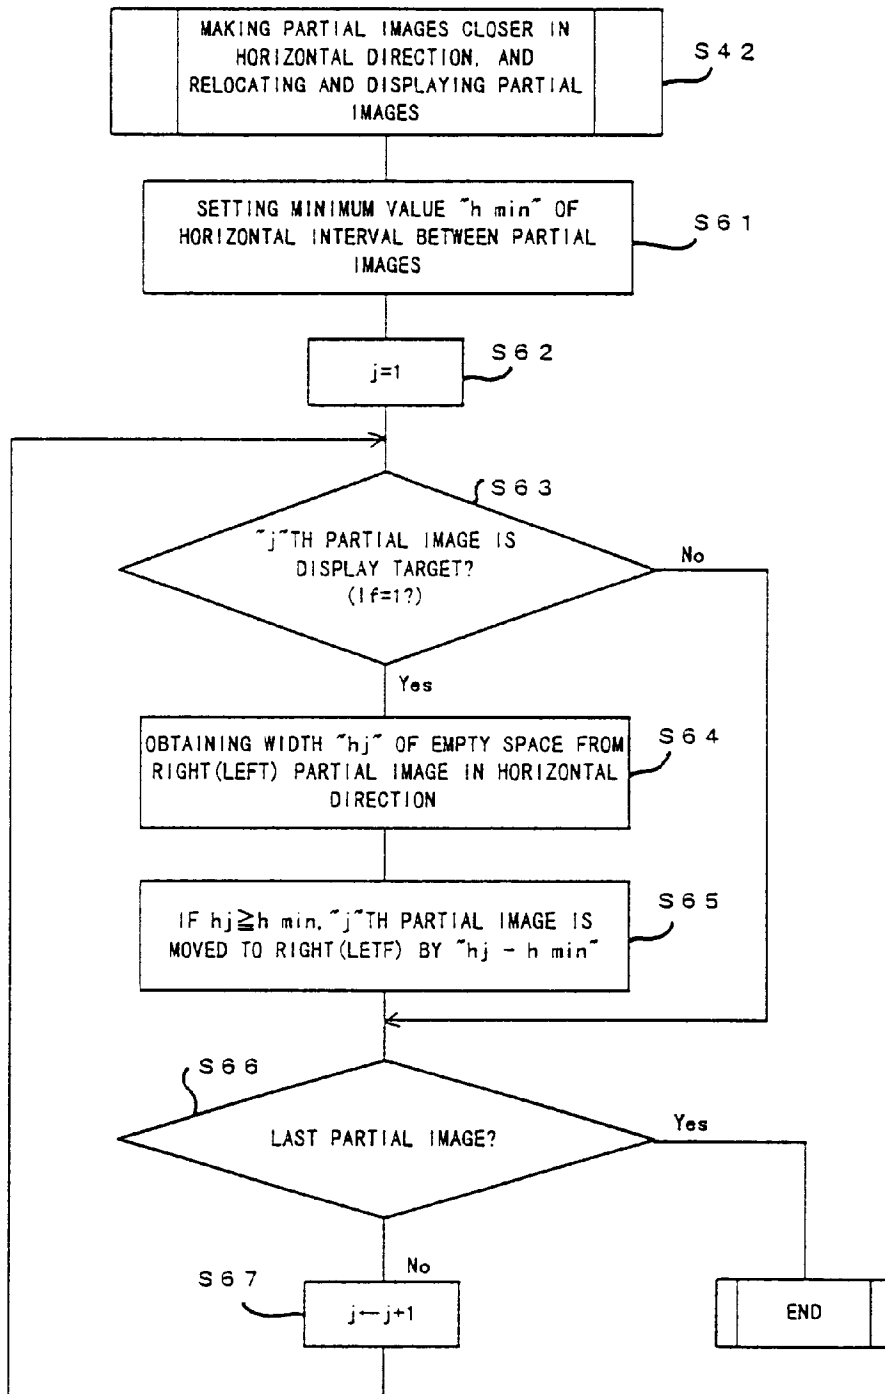 MAKING PARTIAL IMAGES CLOSER IN
HORIZONTAL DIRECTION, AND
RELOCATING AND DISPLAYING PARTIAL
IMAGES
S42
SETTING MINIMUM VALUE "h min" OF
HORIZONTAL INTERVAL BETWEEN PARTIAL
IMAGES
S61
j=1
S62
S63
"j"TH PARTIAL IMAGE IS
DISPLAY TARGET?
(If=1?)
No
Yes
OBTAINING WIDTH "hj" OF EMPTY SPACE FROM
RIGHT(LEFT) PARTIAL IMAGE IN HORIZONTAL
DIRECTION
S64
IF hj≧h min, "j"TH PARTIAL IMAGE IS
MOVED TO RIGHT(LETF) BY "hj - h min"
S65
S66
LAST PARTIAL IMAGE?
Yes
No
S67
j←j+1
END